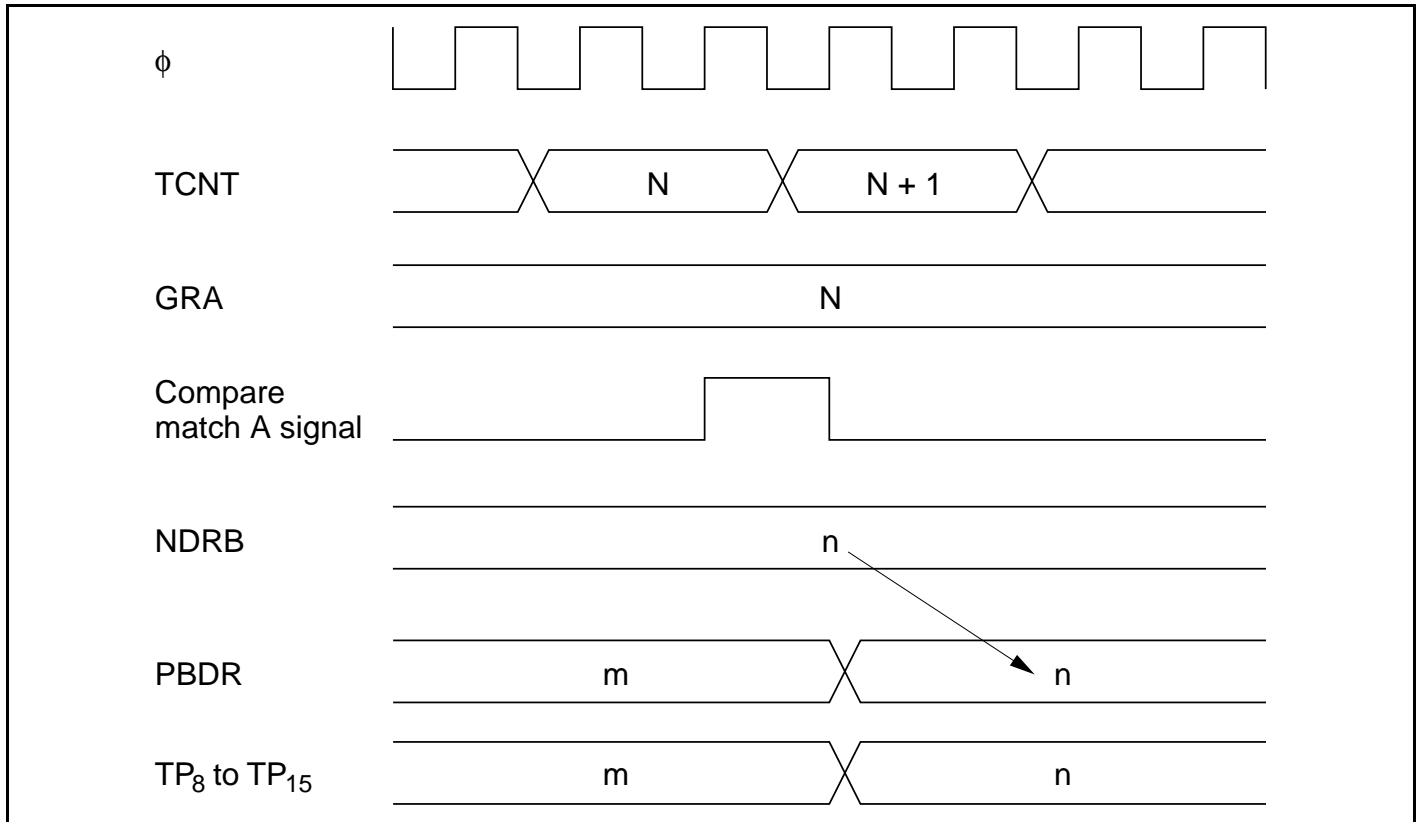 ϕ
TCNT N N + 1
GRA N
Compare
match A signal
NDRB n
PBDR m n
TP8 to TP15 m n